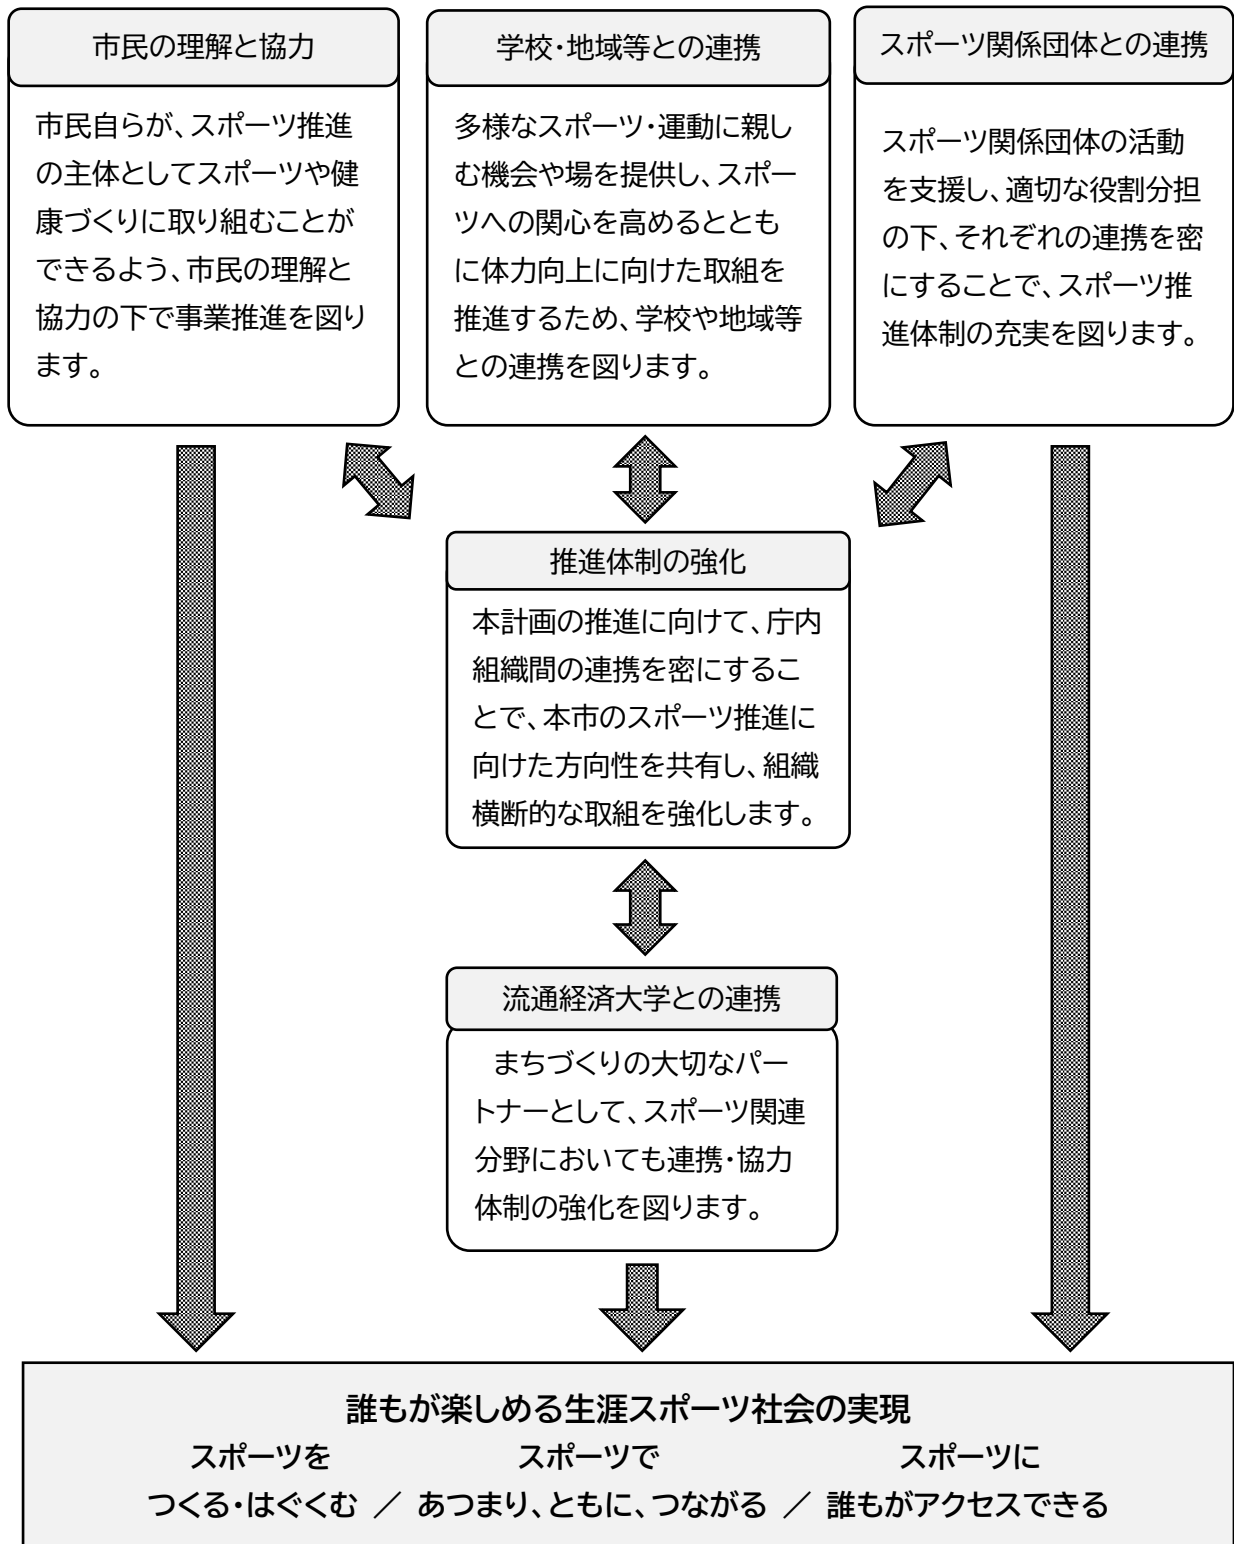 市民の理解と協力
市民自らが、スポーツ推進
の主体としてスポーツや健
康づくりに取り組むことが
できるよう、市民の理解と
協力の下で事業推進を図り
ます。
学校・地域等との連携
多様なスポーツ・運動に親し
む機会や場を提供し、スポー
ツへの関心を高めるととも
に体力向上に向けた取組を
推進するため、学校や地域等
との連携を図ります。
スポーツ関係団体との連携
スポーツ関係団体の活動
を支援し、適切な役割分担
の下、それぞれの連携を密
にすることで、スポーツ推
進体制の充実を図ります。
推進体制の強化
本計画の推進に向けて、庁内
組織間の連携を密にするこ
とで、本市のスポーツ推進に
向けた方向性を共有し、組織
横断的な取組を強化します。
流通経済大学との連携
まちづくりの大切なパー
トナーとして、スポーツ関連
分野においても連携・協力
体制の強化を図ります。
誰もが楽しめる生涯スポーツ社会の実現
スポーツを スポーツで スポーツに
つくる・はぐくむ ／ あつまり、ともに、つながる ／ 誰もがアクセスできる